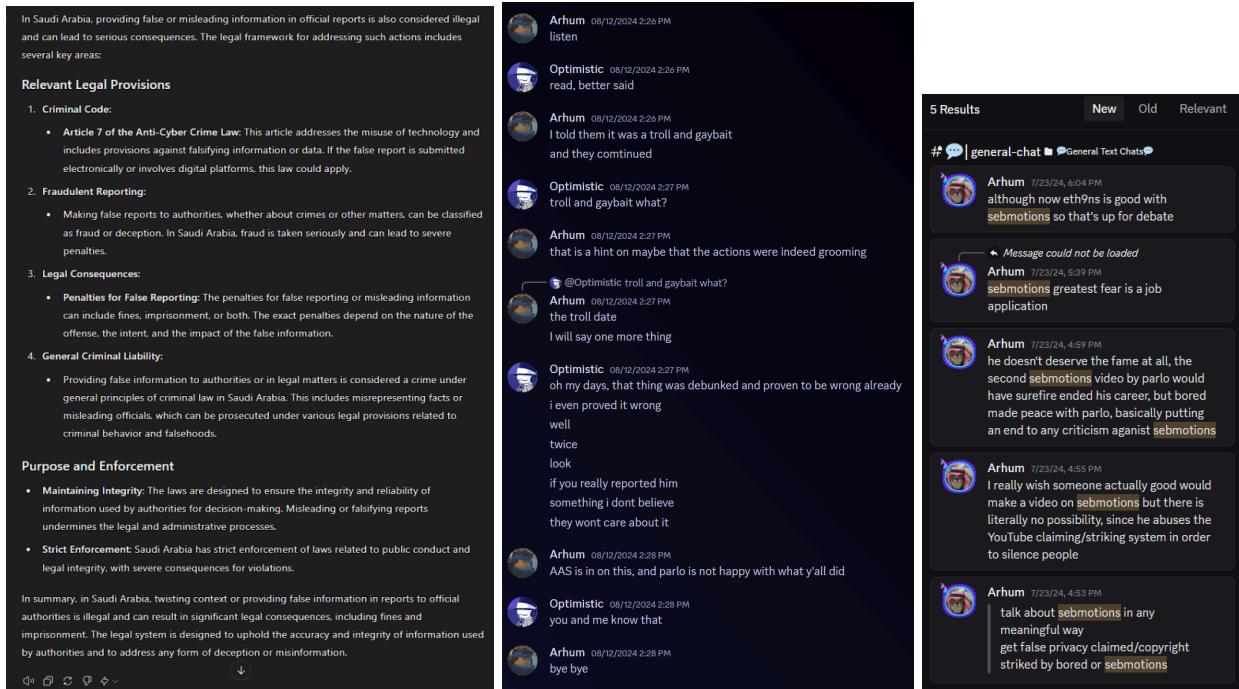 In Saudi Arabia, providing false or misleading information in official reports is also considered illegal
and can lead to serious consequences. The legal framework for addressing such actions includes
several key areas:
Relevant Legal Provisions
1. Criminal Code:
• Article 7 of the Anti-Cyber Crime Law: This article addresses the misuse of technology and
includes provisions against falsifying information or data. If the false report is submitted
electronically or involves digital platforms, this law could apply.
2. Fraudulent Reporting:
• Making false reports to authorities, whether about crimes or other matters, can be classified
as fraud or deception. In Saudi Arabia, fraud is taken seriously and can lead to severe
penalties.
3. Legal Consequences:
• Penalties for False Reporting: The penalties for false reporting or misleading information
can include fines, imprisonment, or both. The exact penalties depend on the nature of the
offense, the intent, and the impact of the false information.
4. General Criminal Liability:
• Providing false information to authorities or in legal matters is considered a crime under
general principles of criminal law in Saudi Arabia. This includes misrepresenting facts or
misleading officials, which can be prosecuted under various legal provisions related to
criminal behavior and falsehoods.
Purpose and Enforcement
• Maintaining Integrity: The laws are designed to ensure the integrity and reliability of
information used by authorities for decision-making. Misleading or falsifying reports
undermines the legal and administrative processes.
• Strict Enforcement: Saudi Arabia has strict enforcement of laws related to public conduct and
legal integrity, with severe consequences for violations.
In summary, in Saudi Arabia, twisting context or providing false information in reports to official
authorities is illegal and can result in significant legal consequences, including fines and
imprisonment. The legal system is designed to uphold the accuracy and integrity of information used
by authorities and to address any form of deception or misinformation.
Arhum 08/12/2024 2:26 PM
listen
Optimistic 08/12/2024 2:26 PM
read, better said
Arhum 08/12/2024 2:26 PM
I told them it was a troll and gaybait
and they comtinued
Optimistic 08/12/2024 2:27 PM
troll and gaybait what?
Arhum 08/12/2024 2:27 PM
that is a hint on maybe that the actions were indeed grooming
@Optimistic troll and gaybait what?
Arhum 08/12/2024 2:27 PM
the troll date
I will say one more thing
Optimistic 08/12/2024 2:27 PM
oh my days, that thing was debunked and proven to be wrong already
i even proved it wrong
well
twice
look
if you really reported him
something i dont believe
they wont care about it
Arhum 08/12/2024 2:28 PM
AAS is in on this, and parlo is not happy with what y'all did
Optimistic 08/12/2024 2:28 PM
you and me know that
Arhum 08/12/2024 2:28 PM
bye bye
5 Results New Old Relevant
# 💬| general-chat 💬General Text Chats💬
Arhum 7/23/24, 6:04 PM
although now eth9ns is good with
sebmotions so that's up for debate
Message could not be loaded
Arhum 7/23/24, 5:39 PM
sebmotions greatest fear is a job
application
Arhum 7/23/24, 4:59 PM
he doesn't deserve the fame at all, the
second sebmotions video by parlo would
have surefire ended his career, but bored
made peace with parlo, basically putting
an end to any criticism aganist sebmotions
Arhum 7/23/24, 4:55 PM
I really wish someone actually good would
make a video on sebmotions but there is
literally no possibility, since he abuses the
YouTube claiming/striking system in order
to silence people
Arhum 7/23/24, 4:53 PM
talk about sebmotions in any
meaningful way
get false privacy claimed/copyright
striked by bored or sebmotions